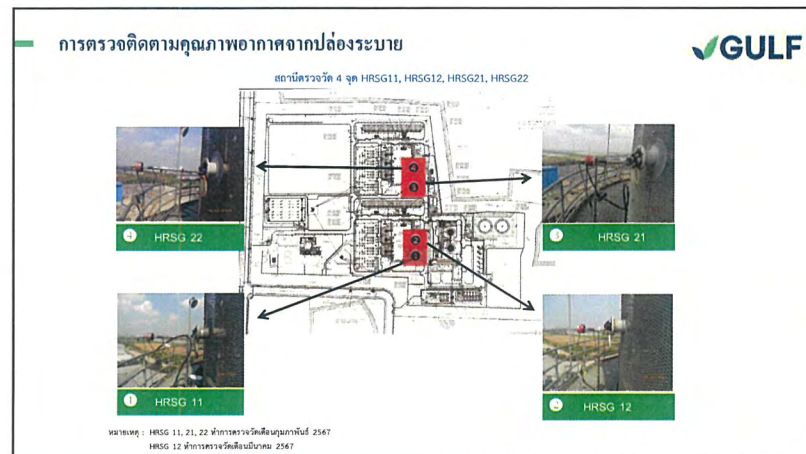 การตรวจติดตามคุณภาพอากาศจากปล่องระบาย
GULF
สถานีตรวจวัด 4 จุด HRSG11, HRSG12, HRSG21, HRSG22
4 HRSG 22
3 HRSG 21
4
3
2
1
1 HRSG 11
2 HRSG 12
หมายเหตุ : HRSG 11, 21, 22 ทำการตรวจวัดเดือนกุมภาพันธ์ 2567
HRSG 12 ทำการตรวจวัดเดือนมีนาคม 2567